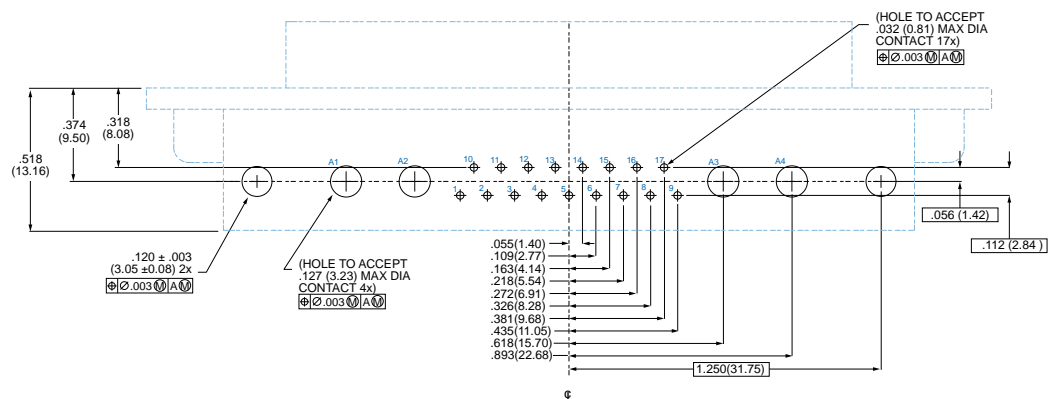 (HOLE TO ACCEPT
.032 (0.81) MAX DIA
CONTACT 17x)
⌖ ∅.003 Ⓜ A Ⓜ
.518
(13.16)
.374
(9.50)
.318
(8.08)
A1 A2 10 11 12 13 14 15 16 17 A3 A4
1 2 3 4 5 6 7 8 9
.056 (1.42)
.112 (2.84 )
.120 ± .003
(3.05 ±0.08) 2x
⌖ ∅.003 Ⓜ A Ⓜ
(HOLE TO ACCEPT
.127 (3.23) MAX DIA
CONTACT 4x)
⌖ ∅.003 Ⓜ A Ⓜ
.055(1.40)
.109(2.77)
.163(4.14)
.218(5.54)
.272(6.91)
.326(8.28)
.381(9.68)
.435(11.05)
.618(15.70)
.893(22.68)
1.250(31.75)
℄